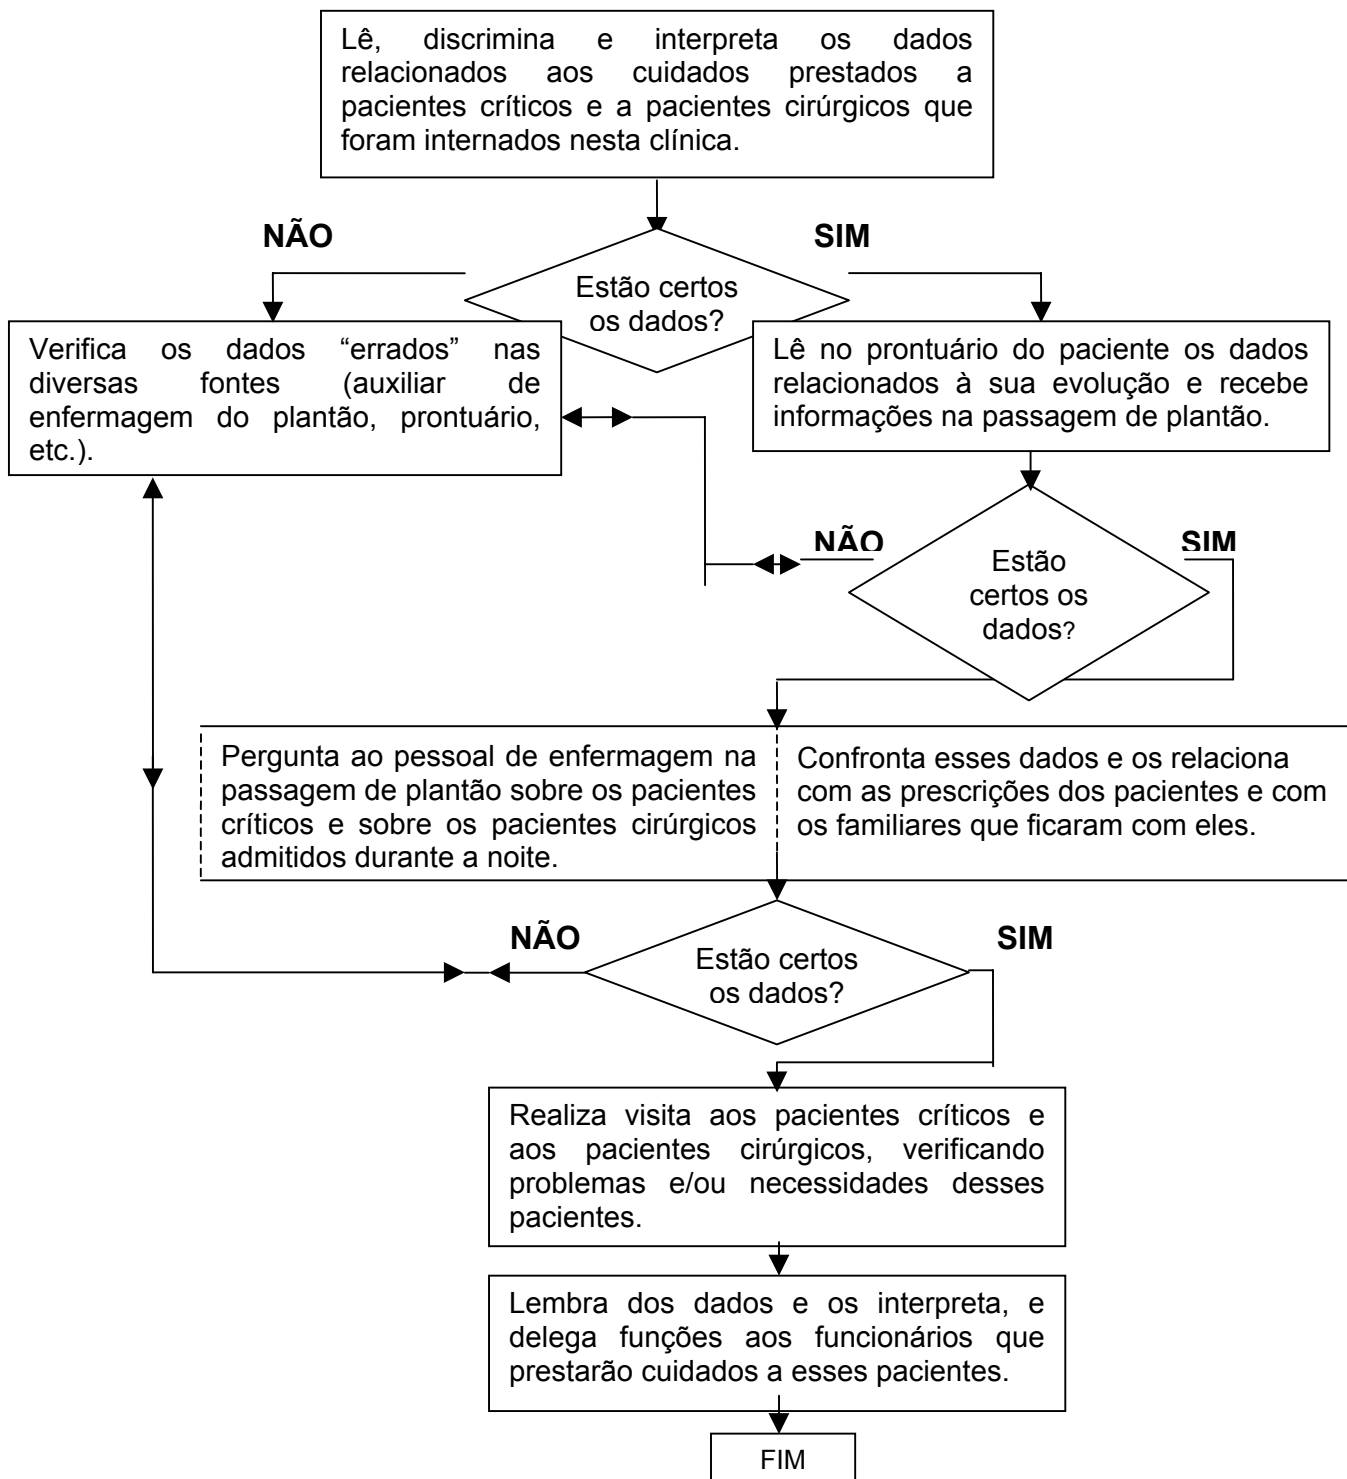 Lê, discrimina e interpreta os dados
relacionados aos cuidados prestados a
pacientes críticos e a pacientes cirúrgicos que
foram internados nesta clínica.
NÃO
SIM
Estão certos
os dados?
Verifica os dados “errados” nas
diversas fontes (auxiliar de
enfermagem do plantão, prontuário,
etc.).
Lê no prontuário do paciente os dados
relacionados à sua evolução e recebe
informações na passagem de plantão.
NÃO
SIM
Estão
certos os
dados?
Pergunta ao pessoal de enfermagem na
passagem de plantão sobre os pacientes
críticos e sobre os pacientes cirúrgicos
admitidos durante a noite.
Confronta esses dados e os relaciona
com as prescrições dos pacientes e com
os familiares que ficaram com eles.
NÃO
SIM
Estão certos
os dados?
Realiza visita aos pacientes críticos e
aos pacientes cirúrgicos, verificando
problemas e/ou necessidades desses
pacientes.
Lembra dos dados e os interpreta, e
delega funções aos funcionários que
prestarão cuidados a esses pacientes.
FIM